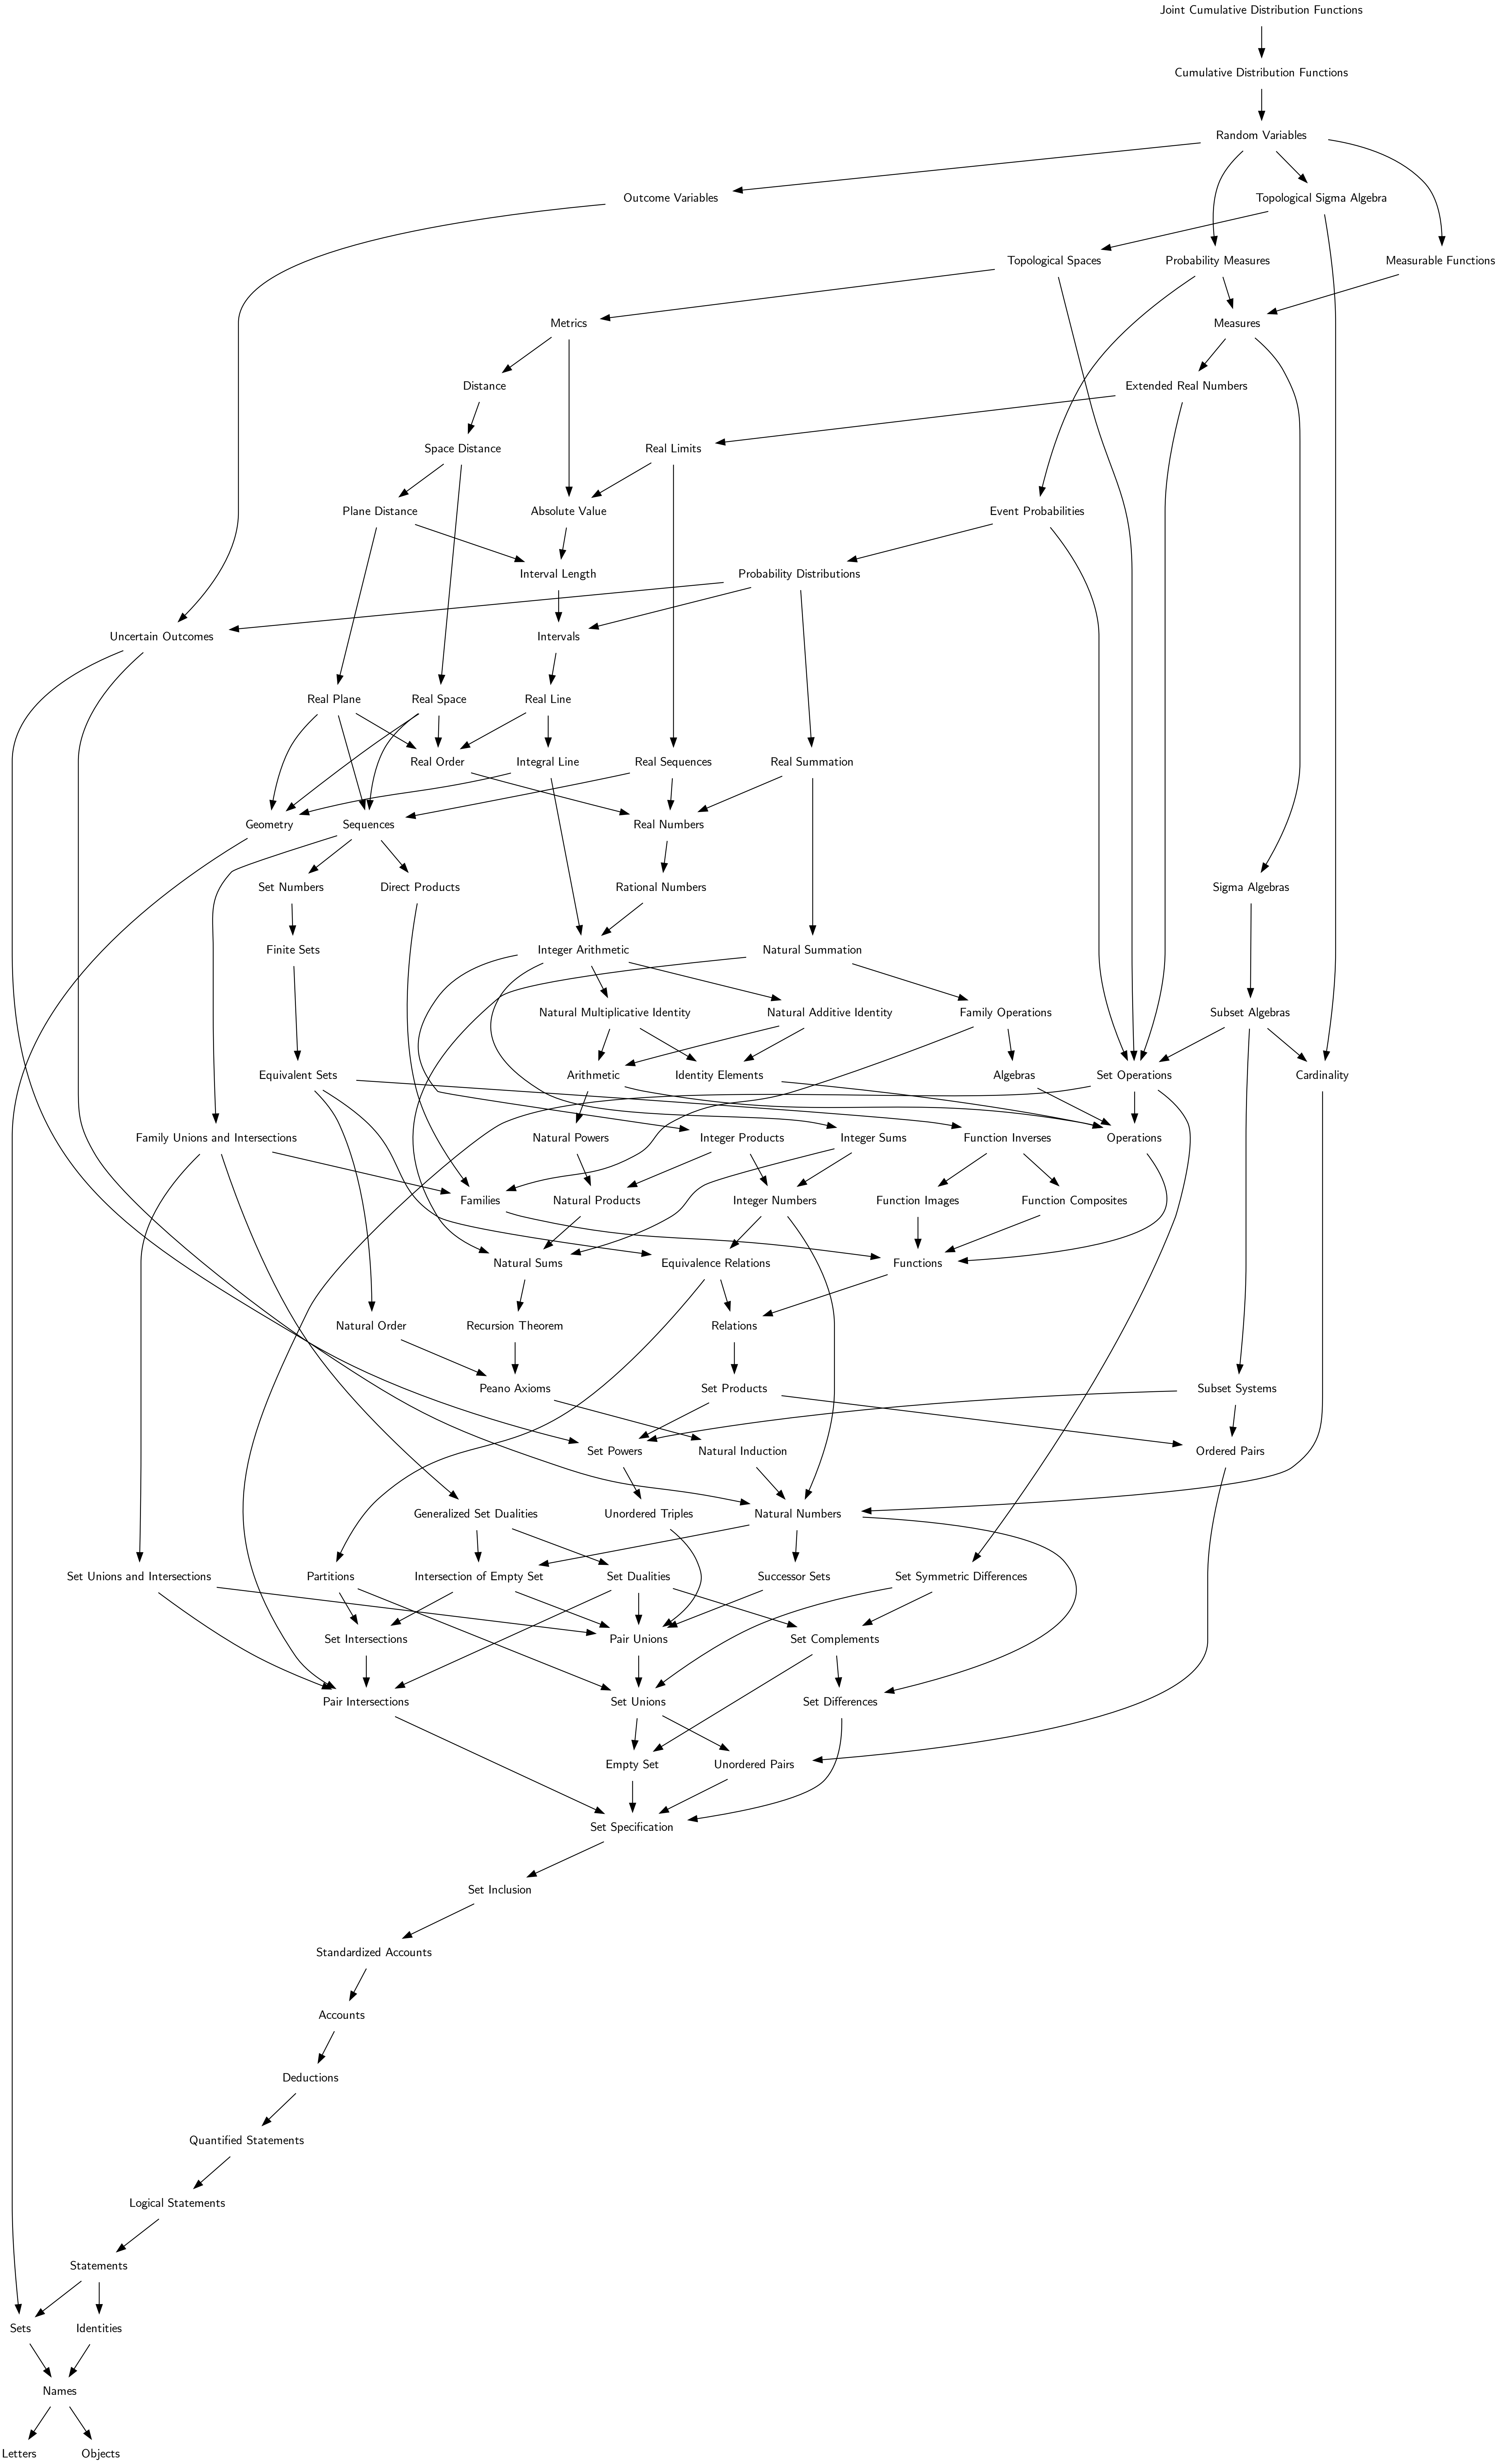 Joint Cumulative Distribution Functions
Cumulative Distribution Functions
Random Variables
Outcome Variables
Topological Sigma Algebra
Topological Spaces
Probability Measures
Measurable Functions
Metrics
Measures
Distance
Extended Real Numbers
Space Distance
Real Limits
Plane Distance
Absolute Value
Event Probabilities
Interval Length
Probability Distributions
Uncertain Outcomes
Intervals
Real Plane
Real Space
Real Line
Real Order
Integral Line
Real Sequences
Real Summation
Geometry
Sequences
Real Numbers
Set Numbers
Direct Products
Rational Numbers
Sigma Algebras
Finite Sets
Integer Arithmetic
Natural Summation
Natural Multiplicative Identity
Natural Additive Identity
Family Operations
Subset Algebras
Equivalent Sets
Arithmetic
Identity Elements
Algebras
Set Operations
Cardinality
Family Unions and Intersections
Natural Powers
Integer Products
Integer Sums
Function Inverses
Operations
Families
Natural Products
Integer Numbers
Function Images
Function Composites
Natural Sums
Equivalence Relations
Functions
Natural Order
Recursion Theorem
Relations
Peano Axioms
Set Products
Subset Systems
Set Powers
Natural Induction
Ordered Pairs
Generalized Set Dualities
Unordered Triples
Natural Numbers
Set Unions and Intersections
Partitions
Intersection of Empty Set
Set Dualities
Successor Sets
Set Symmetric Differences
Set Intersections
Pair Unions
Set Complements
Pair Intersections
Set Unions
Set Differences
Empty Set
Unordered Pairs
Set Specification
Set Inclusion
Standardized Accounts
Accounts
Deductions
Quantified Statements
Logical Statements
Statements
Sets
Identities
Names
Letters
Objects